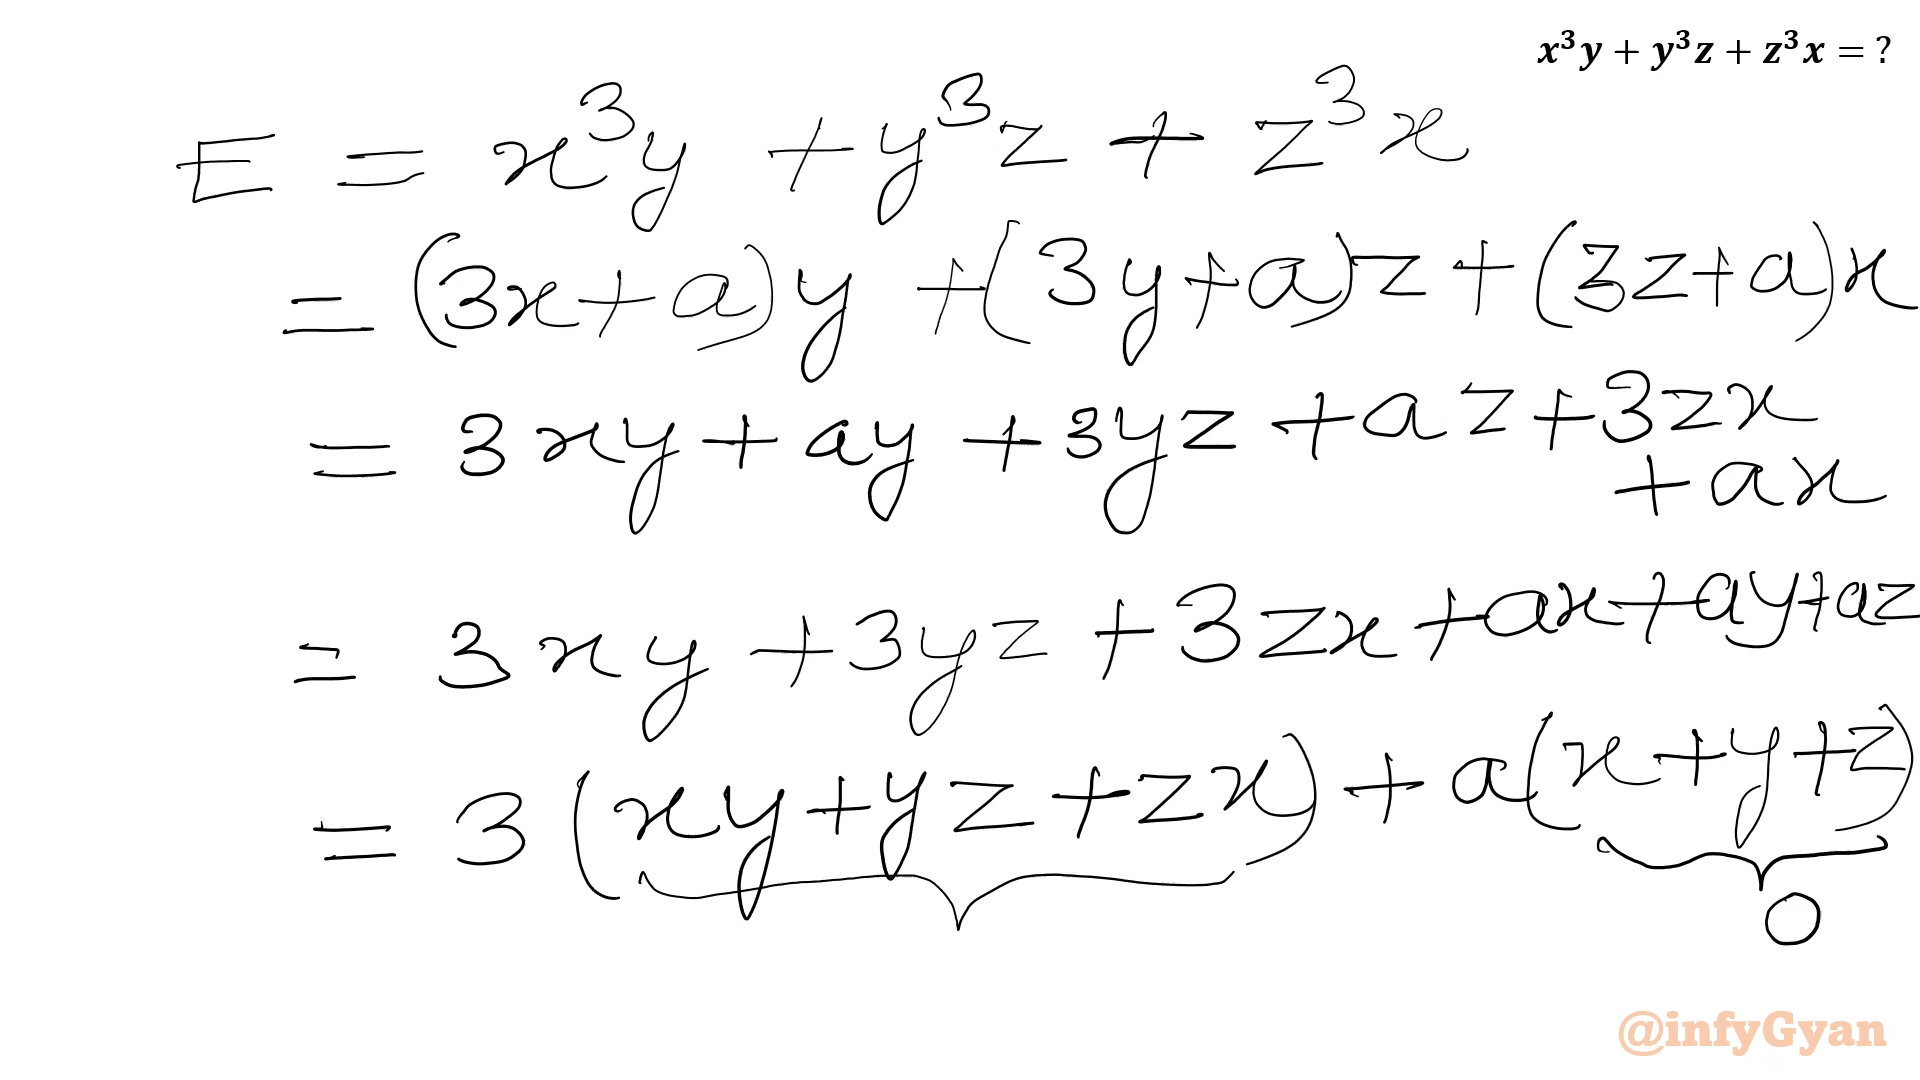 x³y + y³z + z³x = ?
E = x³y + y³z + z³x
= (3x+a)y + (3y+a)z + (3z+a)x
= 3xy + ay + 3yz + az + 3zx
+ ax
= 3xy + 3yz + 3zx + ax + ay + az
= 3(xy + yz + zx) + a(x+y+z)
0
@infyGyan